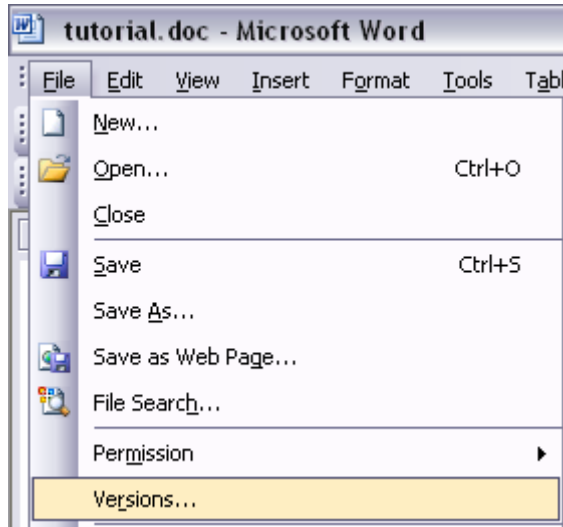 tutorial.doc - Microsoft Word
File Edit View Insert Format Tools Tabl
New...
Open... Ctrl+O
Close
Save Ctrl+S
Save As...
Save as Web Page...
File Search...
Permission
Versions...